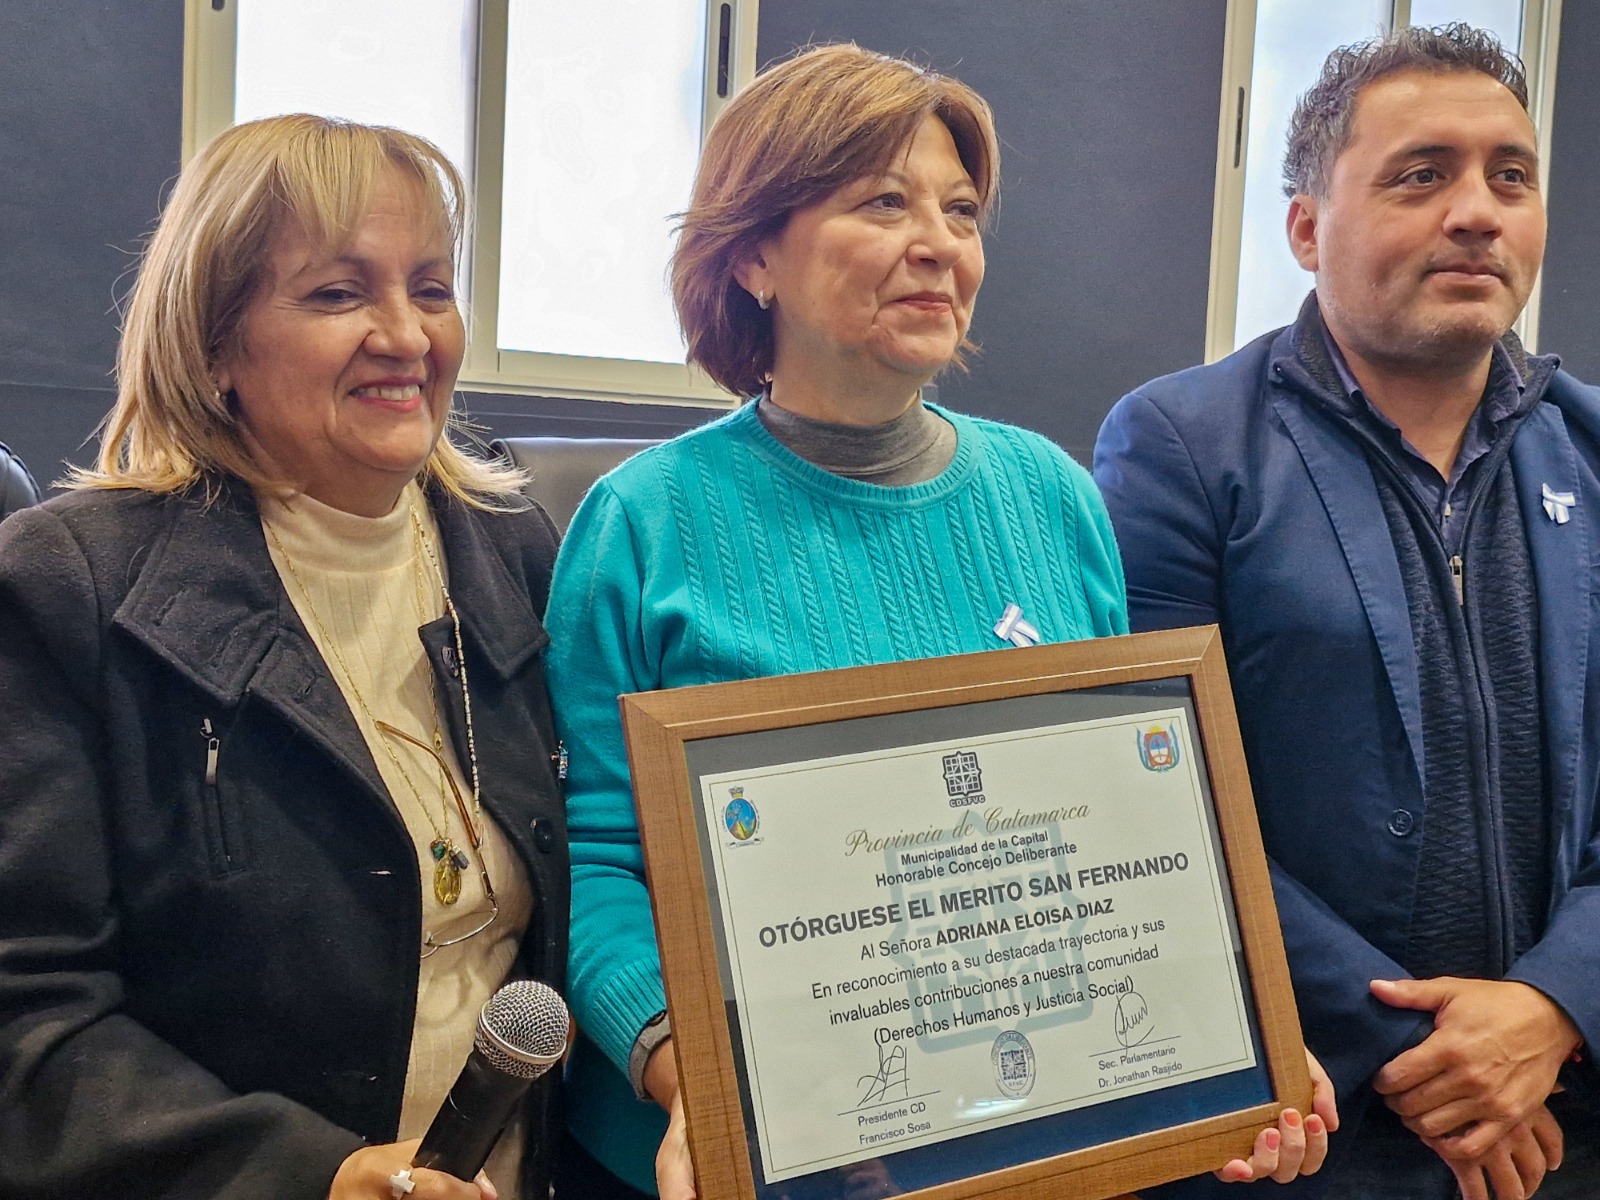 CDSFVC
Provincia de Catamarca
Municipalidad de la Capital
Honorable Concejo Deliberante
OTÓRGUESE EL MERITO SAN FERNANDO
Al Señora ADRIANA ELOISA DIAZ
En reconocimiento a su destacada trayectoria y sus
invaluables contribuciones a nuestra comunidad
(Derechos Humanos y Justicia Social)
Presidente CD
Francisco Sosa
Sec. Parlamentario
Dr. Jonathan Rasjido